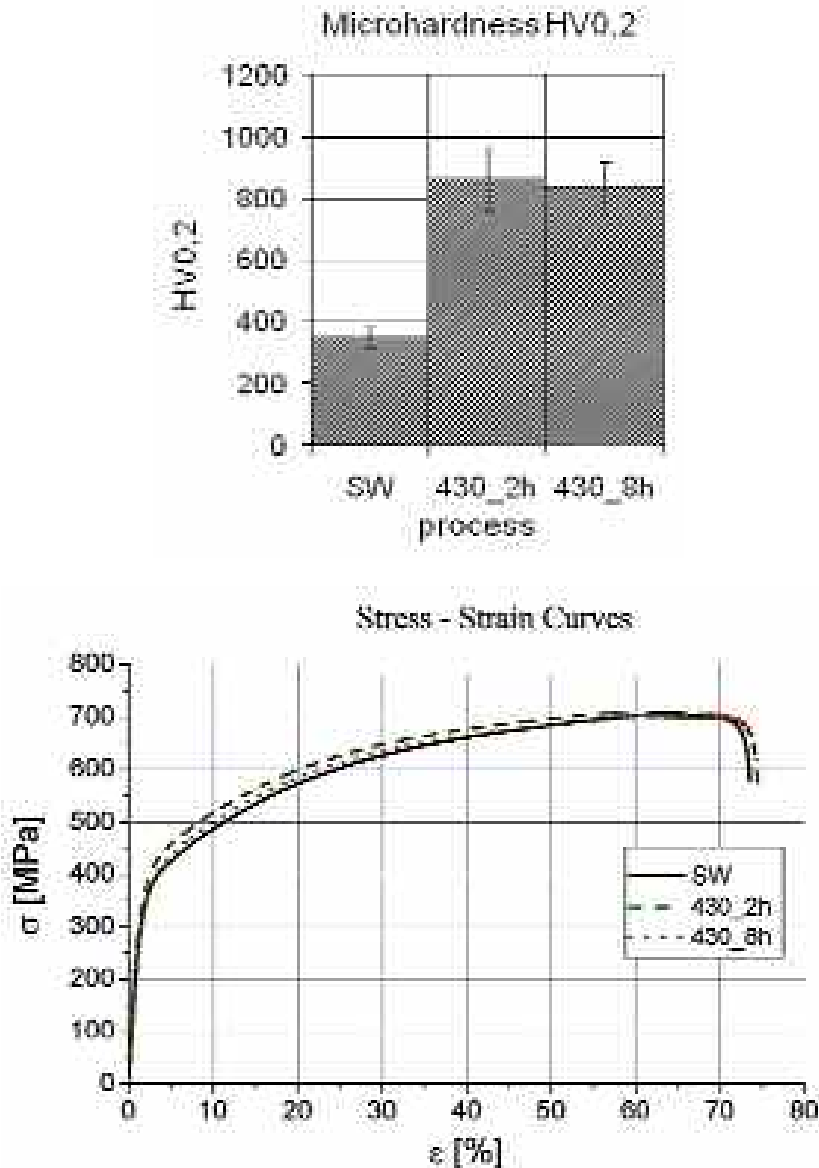 Microhardness HV0,2
1200
1000
800
600
400
200
0
HV0,2
SW 430_2h 430_8h
process
Stress - Strain Curves
800
700
600
500
400
300
200
100
0
σ [MPa]
SW
430_2h
430_8h
0 10 20 30 40 50 60 70 80
ε [%]